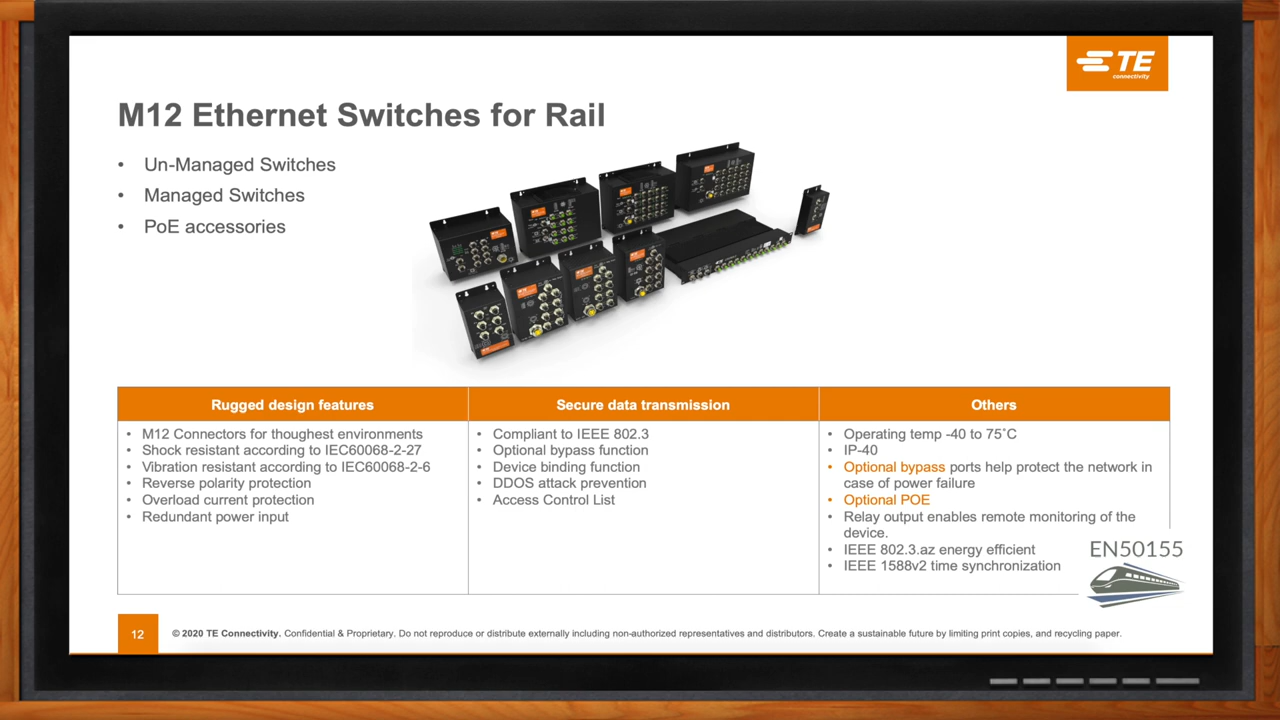 TE
connectivity
M12 Ethernet Switches for Rail
• Un-Managed Switches
• Managed Switches
• PoE accessories
Rugged design features
• M12 Connectors for thoughest environments
• Shock resistant according to IEC60068-2-27
• Vibration resistant according to IEC60068-2-6
• Reverse polarity protection
• Overload current protection
• Redundant power input
Secure data transmission
• Compliant to IEEE 802.3
• Optional bypass function
• Device binding function
• DDOS attack prevention
• Access Control List
Others
• Operating temp -40 to 75˚C
• IP-40
• Optional bypass ports help protect the network in
case of power failure
• Optional POE
• Relay output enables remote monitoring of the
device.
• IEEE 802.3.az energy efficient
• IEEE 1588v2 time synchronization
EN50155
12
© 2020 TE Connectivity. Confidential & Proprietary. Do not reproduce or distribute externally including non-authorized representatives and distributors. Create a sustainable future by limiting print copies, and recycling paper.